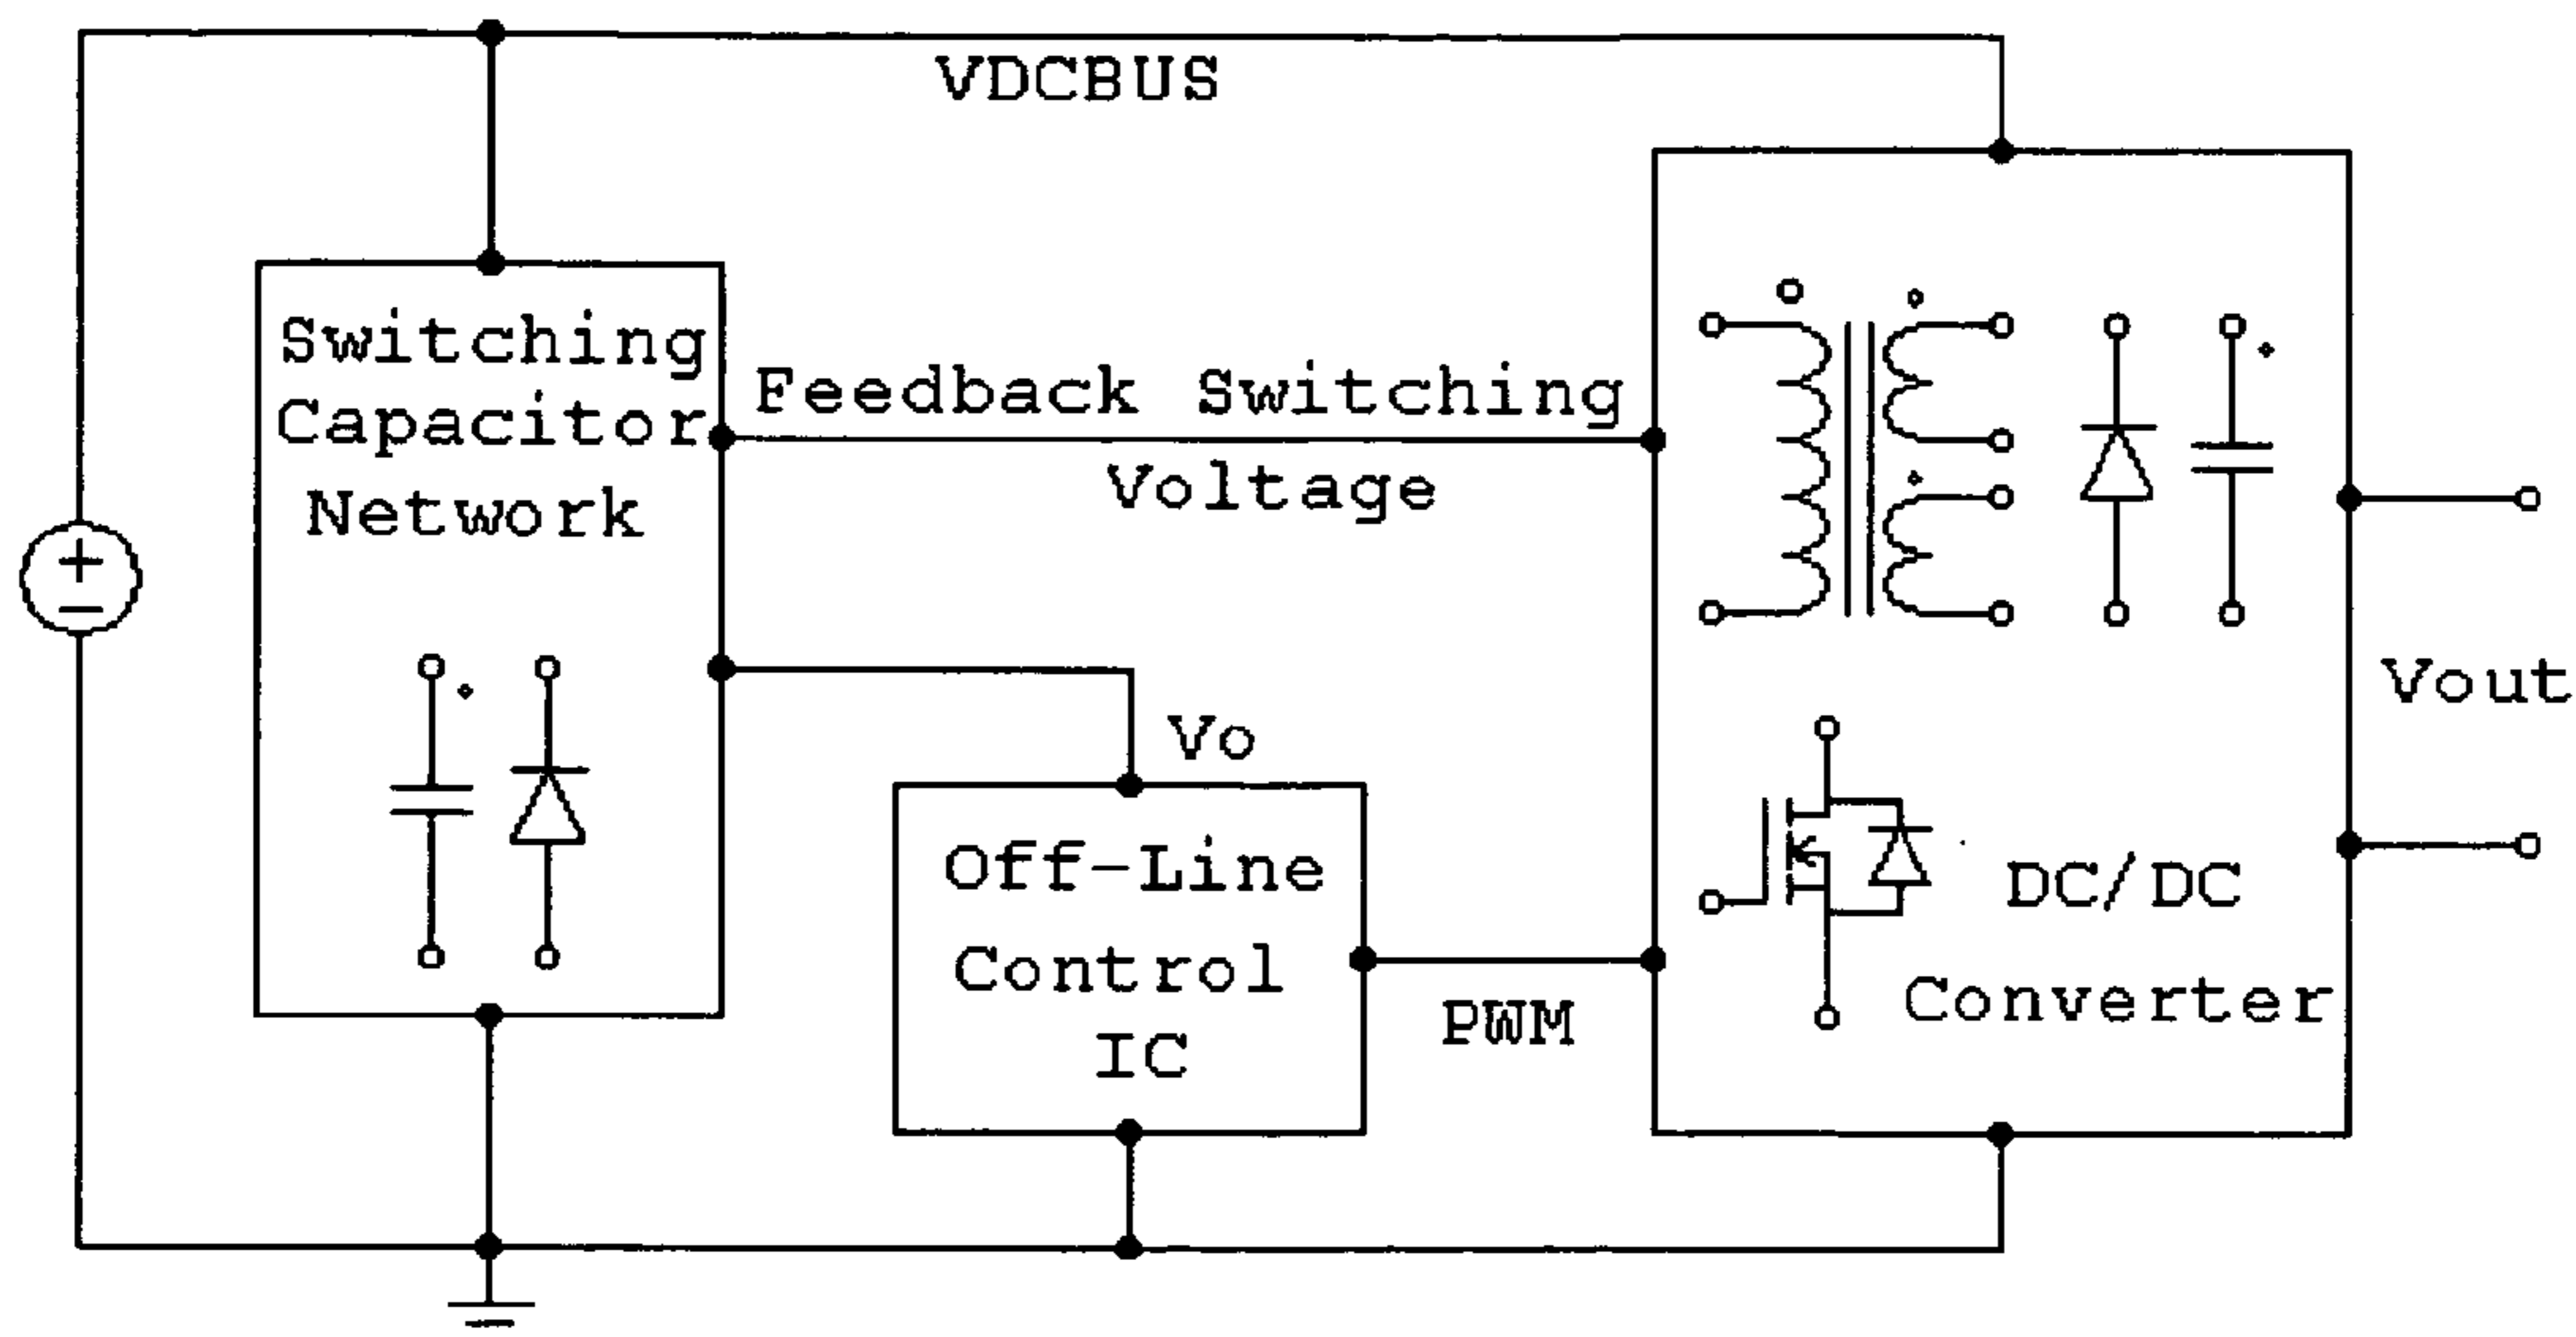 VDCBUS
Switching
Capacitor
Network
Feedback Switching
Voltage
Vo
Off-Line
Control
IC
PWM
DC/DC
Converter
Vout